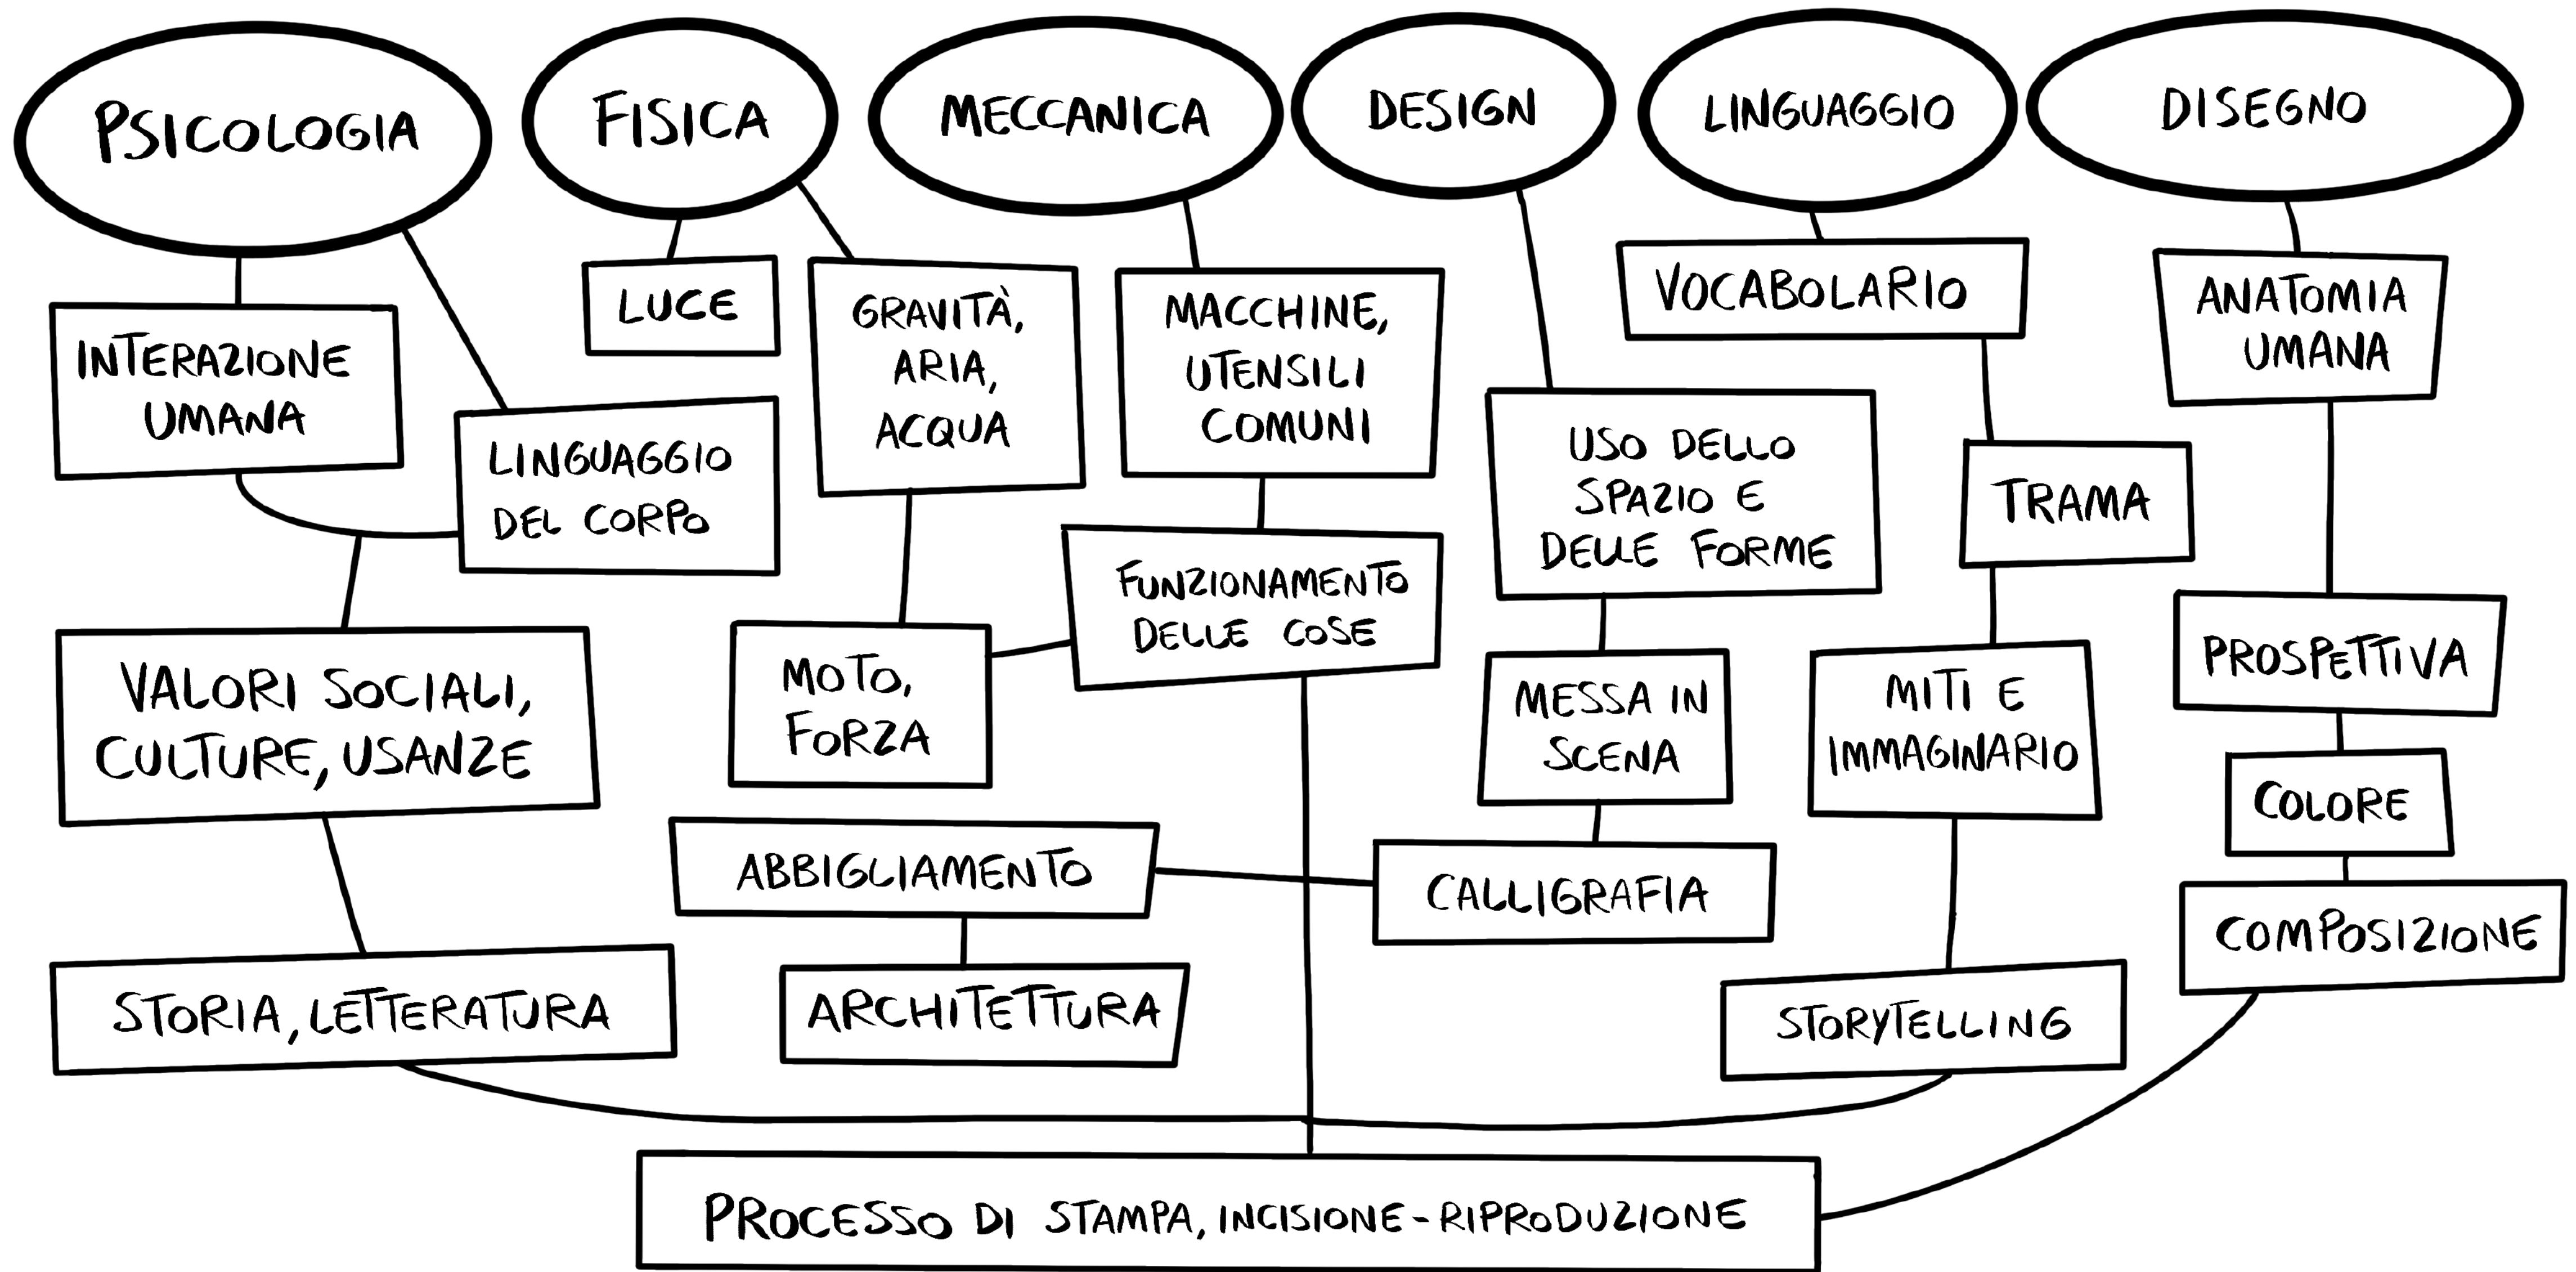 PSICOLOGIA
FISICA
MECCANICA
DESIGN
LINGUAGGIO
DISEGNO
INTERAZIONE
UMANA
LINGUAGGIO
DEL CORPO
VALORI SOCIALI,
CULTURE, USANZE
STORIA, LETTERATURA
LUCE
GRAVITÀ,
ARIA,
ACQUA
MOTO,
FORZA
MACCHINE,
UTENSILI
COMUNI
FUNZIONAMENTO
DELLE COSE
USO DELLO
SPAZIO E
DELLE FORME
MESSA IN
SCENA
CALLIGRAFIA
ABBIGLIAMENTO
ARCHITETTURA
VOCABOLARIO
TRAMA
MITI E
IMMAGINARIO
STORYTELLING
ANATOMIA
UMANA
PROSPETTIVA
COLORE
COMPOSIZIONE
PROCESSO DI STAMPA, INCISIONE-RIPRODUZIONE